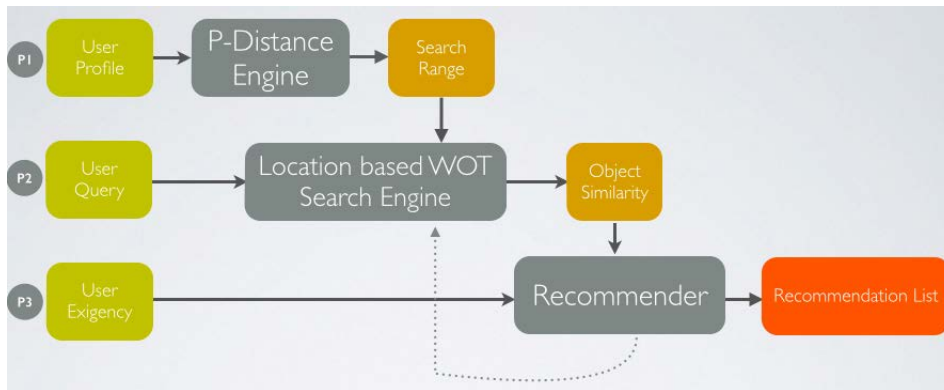 P1
User
Profile
P-Distance
Engine
Search
Range
P2
User
Query
Location based WOT
Search Engine
Object
Similarity
P3
User
Exigency
Recommender
Recommendation List